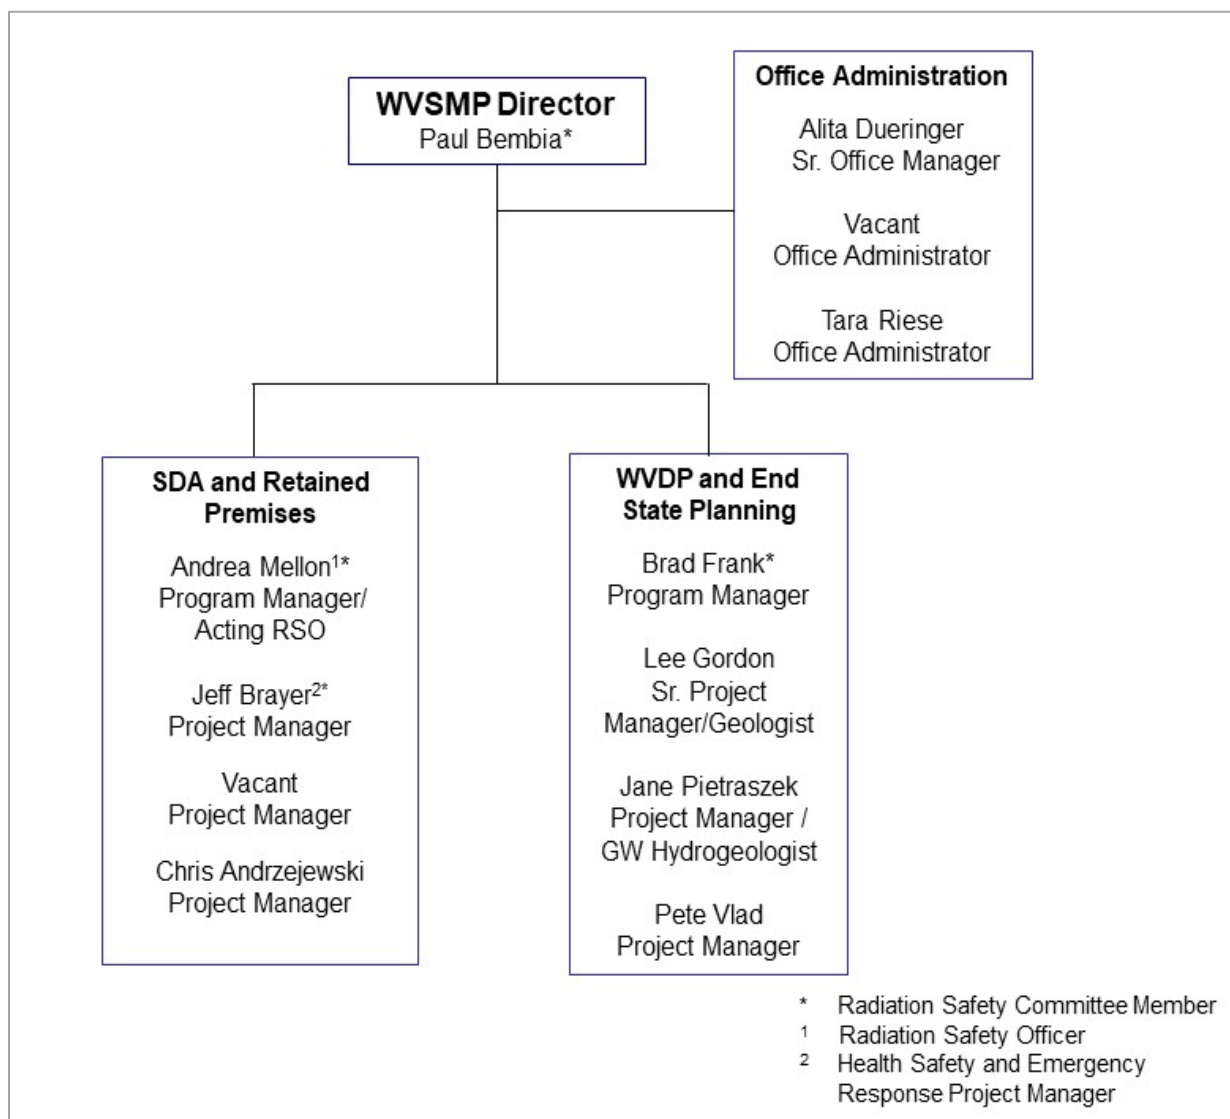 WVSMP Director
Paul Bembia*
Office Administration
Alita Dueringer
Sr. Office Manager
Vacant
Office Administrator
Tara Riese
Office Administrator
SDA and Retained
Premises
Andrea Mellon¹*
Program Manager/
Acting RSO
Jeff Brayer²*
Project Manager
Vacant
Project Manager
Chris Andrzejewski
Project Manager
WVDP and End
State Planning
Brad Frank*
Program Manager
Lee Gordon
Sr. Project
Manager/Geologist
Jane Pietraszek
Project Manager /
GW Hydrogeologist
Pete Vlad
Project Manager
* Radiation Safety Committee Member
¹ Radiation Safety Officer
² Health Safety and Emergency
Response Project Manager